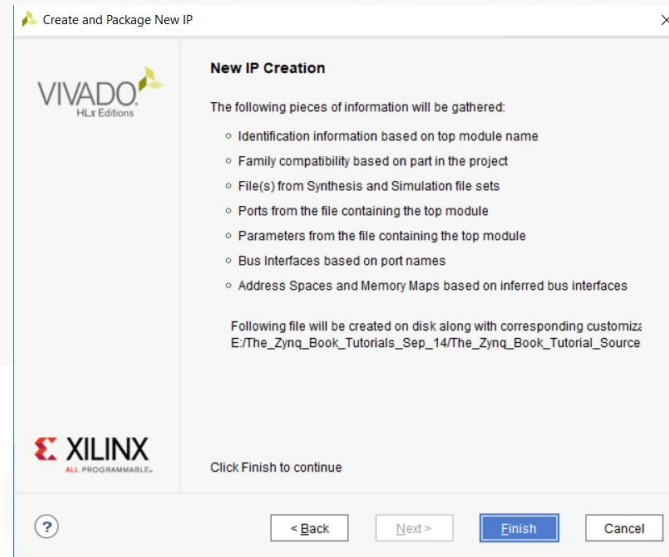 Create and Package New IP
VIVADO.
HLx Editions
New IP Creation
The following pieces of information will be gathered:
Identification information based on top module name
Family compatibility based on part in the project
File(s) from Synthesis and Simulation file sets
Ports from the file containing the top module
Parameters from the file containing the top module
Bus Interfaces based on port names
Address Spaces and Memory Maps based on inferred bus interfaces
Following file will be created on disk along with corresponding customiza
E:/The_Zynq_Book_Tutorials_Sep_14/The_Zynq_Book_Tutorial_Source
XILINX
ALL PROGRAMMABLE.
Click Finish to continue
? < Back Next > Finish Cancel